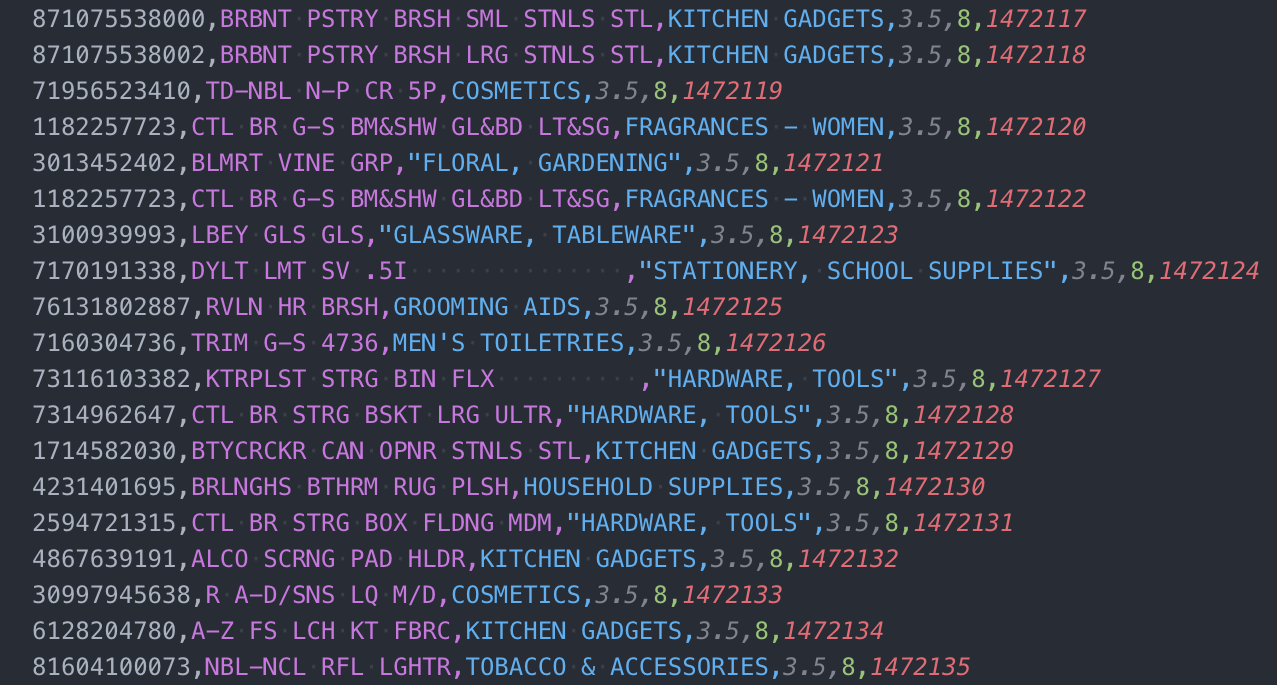 871075538000,BRBNT PSTRY BRSH SML STNLS STL,KITCHEN GADGETS,3.5,8,1472117
871075538002,BRBNT PSTRY BRSH LRG STNLS STL,KITCHEN GADGETS,3.5,8,1472118
71956523410,TD-NBL N-P CR 5P,COSMETICS,3.5,8,1472119
1182257723,CTL BR G-S BM&SHW GL&BD LT&SG,FRAGRANCES - WOMEN,3.5,8,1472120
3013452402,BLMRT VINE GRP,"FLORAL, GARDENING",3.5,8,1472121
1182257723,CTL BR G-S BM&SHW GL&BD LT&SG,FRAGRANCES - WOMEN,3.5,8,1472122
3100939993,LBEY GLS GLS,"GLASSWARE, TABLEWARE",3.5,8,1472123
7170191338,DYLT LMT SV .5I               ,"STATIONERY, SCHOOL SUPPLIES",3.5,8,1472124
76131802887,RVLN HR BRSH,GROOMING AIDS,3.5,8,1472125
7160304736,TRIM G-S 4736,MEN'S TOILETRIES,3.5,8,1472126
73116103382,KTRPLST STRG BIN FLX          ,"HARDWARE, TOOLS",3.5,8,1472127
7314962647,CTL BR STRG BSKT LRG ULTR,"HARDWARE, TOOLS",3.5,8,1472128
1714582030,BTYCRCKR CAN OPNR STNLS STL,KITCHEN GADGETS,3.5,8,1472129
4231401695,BRLNGHS BTHRM RUG PLSH,HOUSEHOLD SUPPLIES,3.5,8,1472130
2594721315,CTL BR STRG BOX FLDNG MDM,"HARDWARE, TOOLS",3.5,8,1472131
4867639191,ALCO SCRNG PAD HLDR,KITCHEN GADGETS,3.5,8,1472132
30997945638,R A-D/SNS LQ M/D,COSMETICS,3.5,8,1472133
6128204780,A-Z FS LCH KT FBRC,KITCHEN GADGETS,3.5,8,1472134
81604100073,NBL-NCL RFL LGHTR,TOBACCO & ACCESSORIES,3.5,8,1472135